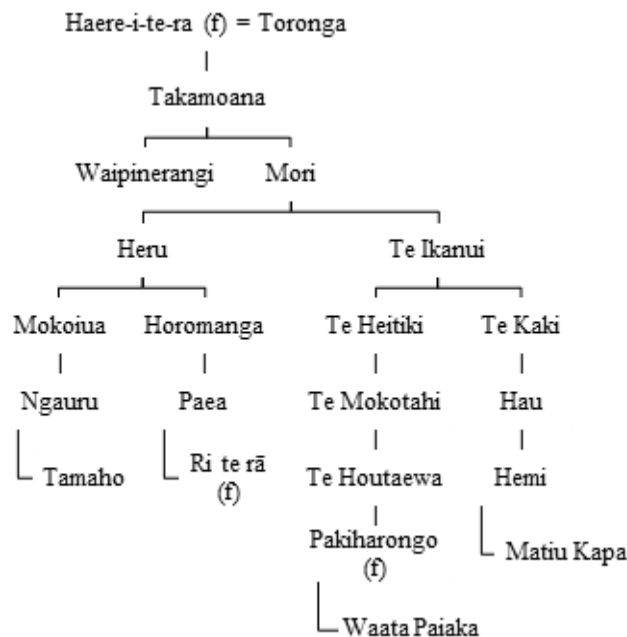 Haere-i-te-ra (f) = Toronga
Takamoana
Waipinerangi Mori
Heru Te Ikanui
Mokoiua Horomanga Te Heitiki Te Kaki
Ngauru Paea Te Mokotahi Hau
Tamaho Ri te rā Te Houtaewa Hemi
(f)
Pakiharongo Matiu Kapa
(f)
Waata Paiaka